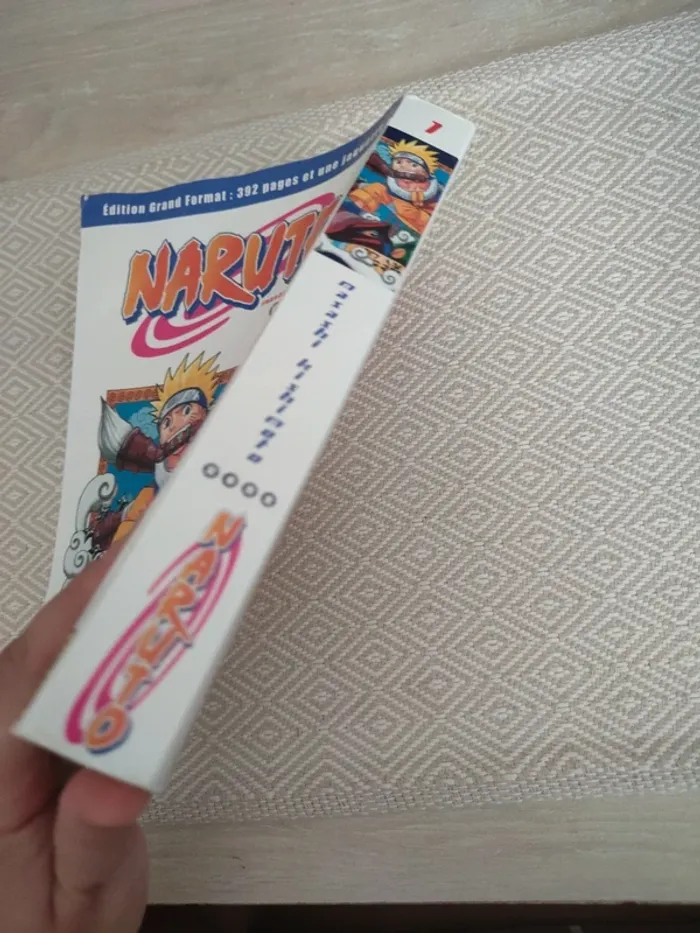 Édition Grand Format : 392 pages et une
NARUTO
1
Masashi Kishimoto
NARUTO